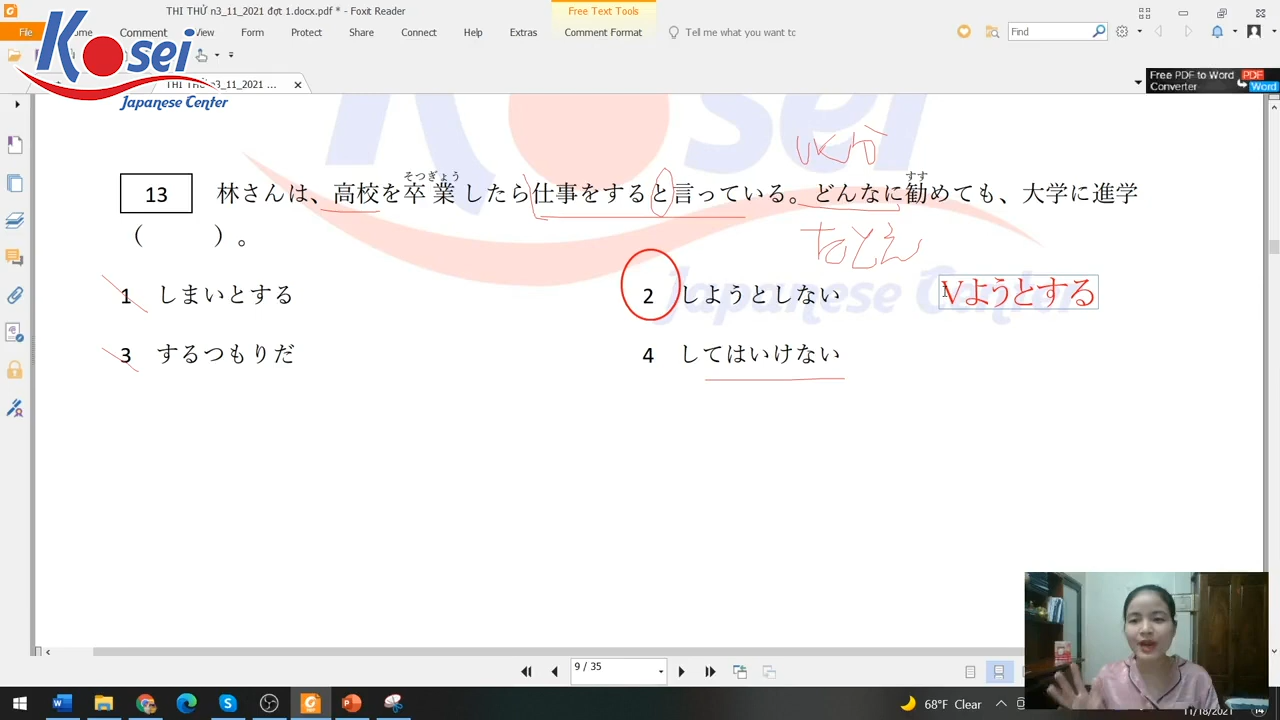 THI THỬ n3_11_2021 đợt 1.docx.pdf * - Foxit Reader
Free Text Tools
File
Home
Comment
View
Form
Protect
Share
Connect
Help
Extras
Comment Format
Tell me what you want to
Find
Kosei
Japanese Center
THI THỬ n3_11_2021 ...
Free PDF to Word PDF
Converter Word
Kosei
いくが
そつぎょう すす
13 林さんは、高校を卒業したら仕事をすると言っている。どんなに勧めても、大学に進学
( )。
たとえ
1 しまいとする
2 しようとしない
Vようとする
Japanese Center
3 するつもりだ
4 してはいけない
9 / 35
68°F Clear
11/18/2021